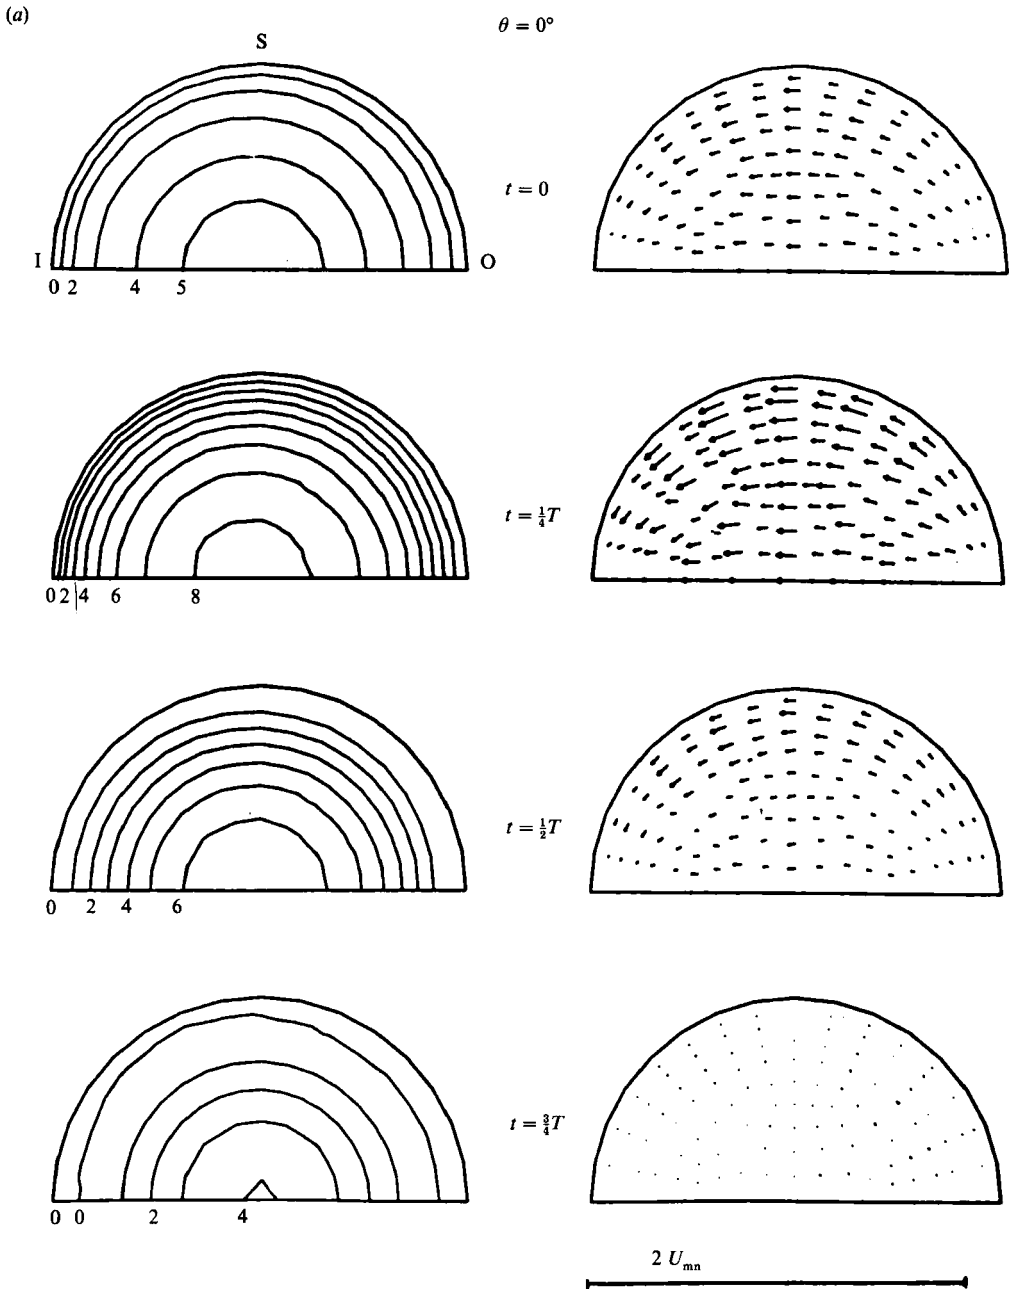 (a)
θ = 0°
S
t = 0
I O
0 2 4 5
t = ¼T
0 2 4 6 8
t = ½T
0 2 4 6
t = ¾T
0 0 2 4
2 Umn